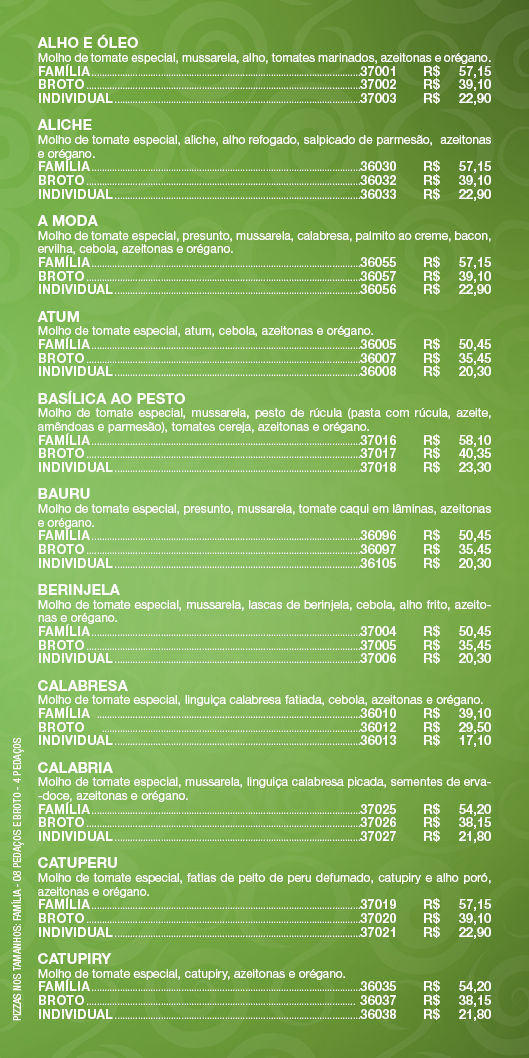 ALHO E ÓLEO
Molho de tomate especial, mussarela, alho, tomates marinados, azeitonas e orégano.
FAMÍLIA ........ 37001 R$ 57,15
BROTO ........ 37002 R$ 39,10
INDIVIDUAL ........ 37003 R$ 22,90
ALICHE
Molho de tomate especial, aliche, alho refogado, salpicado de parmesão, azeitonas
e orégano.
FAMÍLIA ........ 36030 R$ 57,15
BROTO ........ 36032 R$ 39,10
INDIVIDUAL ........ 36033 R$ 22,90
A MODA
Molho de tomate especial, presunto, mussarela, calabresa, palmito ao creme, bacon,
ervilha, cebola, azeitonas e orégano.
FAMÍLIA ........ 36055 R$ 57,15
BROTO ........ 36057 R$ 39,10
INDIVIDUAL ........ 36056 R$ 22,90
ATUM
Molho de tomate especial, atum, cebola, azeitonas e orégano.
FAMÍLIA ........ 36005 R$ 50,45
BROTO ........ 36007 R$ 35,45
INDIVIDUAL ........ 36008 R$ 20,30
BASÍLICA AO PESTO
Molho de tomate especial, mussarela, pesto de rúcula (pasta com rúcula, azeite,
amêndoas e parmesão), tomates cereja, azeitonas e orégano.
FAMÍLIA ........ 37016 R$ 58,10
BROTO ........ 37017 R$ 40,35
INDIVIDUAL ........ 37018 R$ 23,30
BAURU
Molho de tomate especial, presunto, mussarela, tomate caqui em lâminas, azeitonas
e orégano.
FAMÍLIA ........ 36096 R$ 50,45
BROTO ........ 36097 R$ 35,45
INDIVIDUAL ........ 36105 R$ 20,30
BERINJELA
Molho de tomate especial, mussarela, lascas de berinjela, cebola, alho frito, azeito-
nas e orégano.
FAMÍLIA ........ 37004 R$ 50,45
BROTO ........ 37005 R$ 35,45
INDIVIDUAL ........ 37006 R$ 20,30
CALABRESA
Molho de tomate especial, linguiça calabresa fatiada, cebola, azeitonas e orégano.
FAMÍLIA ........ 36010 R$ 39,10
BROTO ........ 36012 R$ 29,50
INDIVIDUAL ........ 36013 R$ 17,10
CALABRIA
Molho de tomate especial, mussarela, linguiça calabresa picada, sementes de erva-
-doce, azeitonas e orégano.
FAMÍLIA ........ 37025 R$ 54,20
BROTO ........ 37026 R$ 38,15
INDIVIDUAL ........ 37027 R$ 21,80
CATUPERU
Molho de tomate especial, fatias de peito de peru defumado, catupiry e alho poró,
azeitonas e orégano.
FAMÍLIA ........ 37019 R$ 57,15
BROTO ........ 37020 R$ 39,10
INDIVIDUAL ........ 37021 R$ 22,90
CATUPIRY
Molho de tomate especial, catupiry, azeitonas e orégano.
FAMÍLIA ........ 36035 R$ 54,20
BROTO ........ 36037 R$ 38,15
INDIVIDUAL ........ 36038 R$ 21,80
PIZZAS NOS TAMANHOS: FAMÍLIA - 08 PEDAÇOS E BROTO - 4 PEDAÇOS